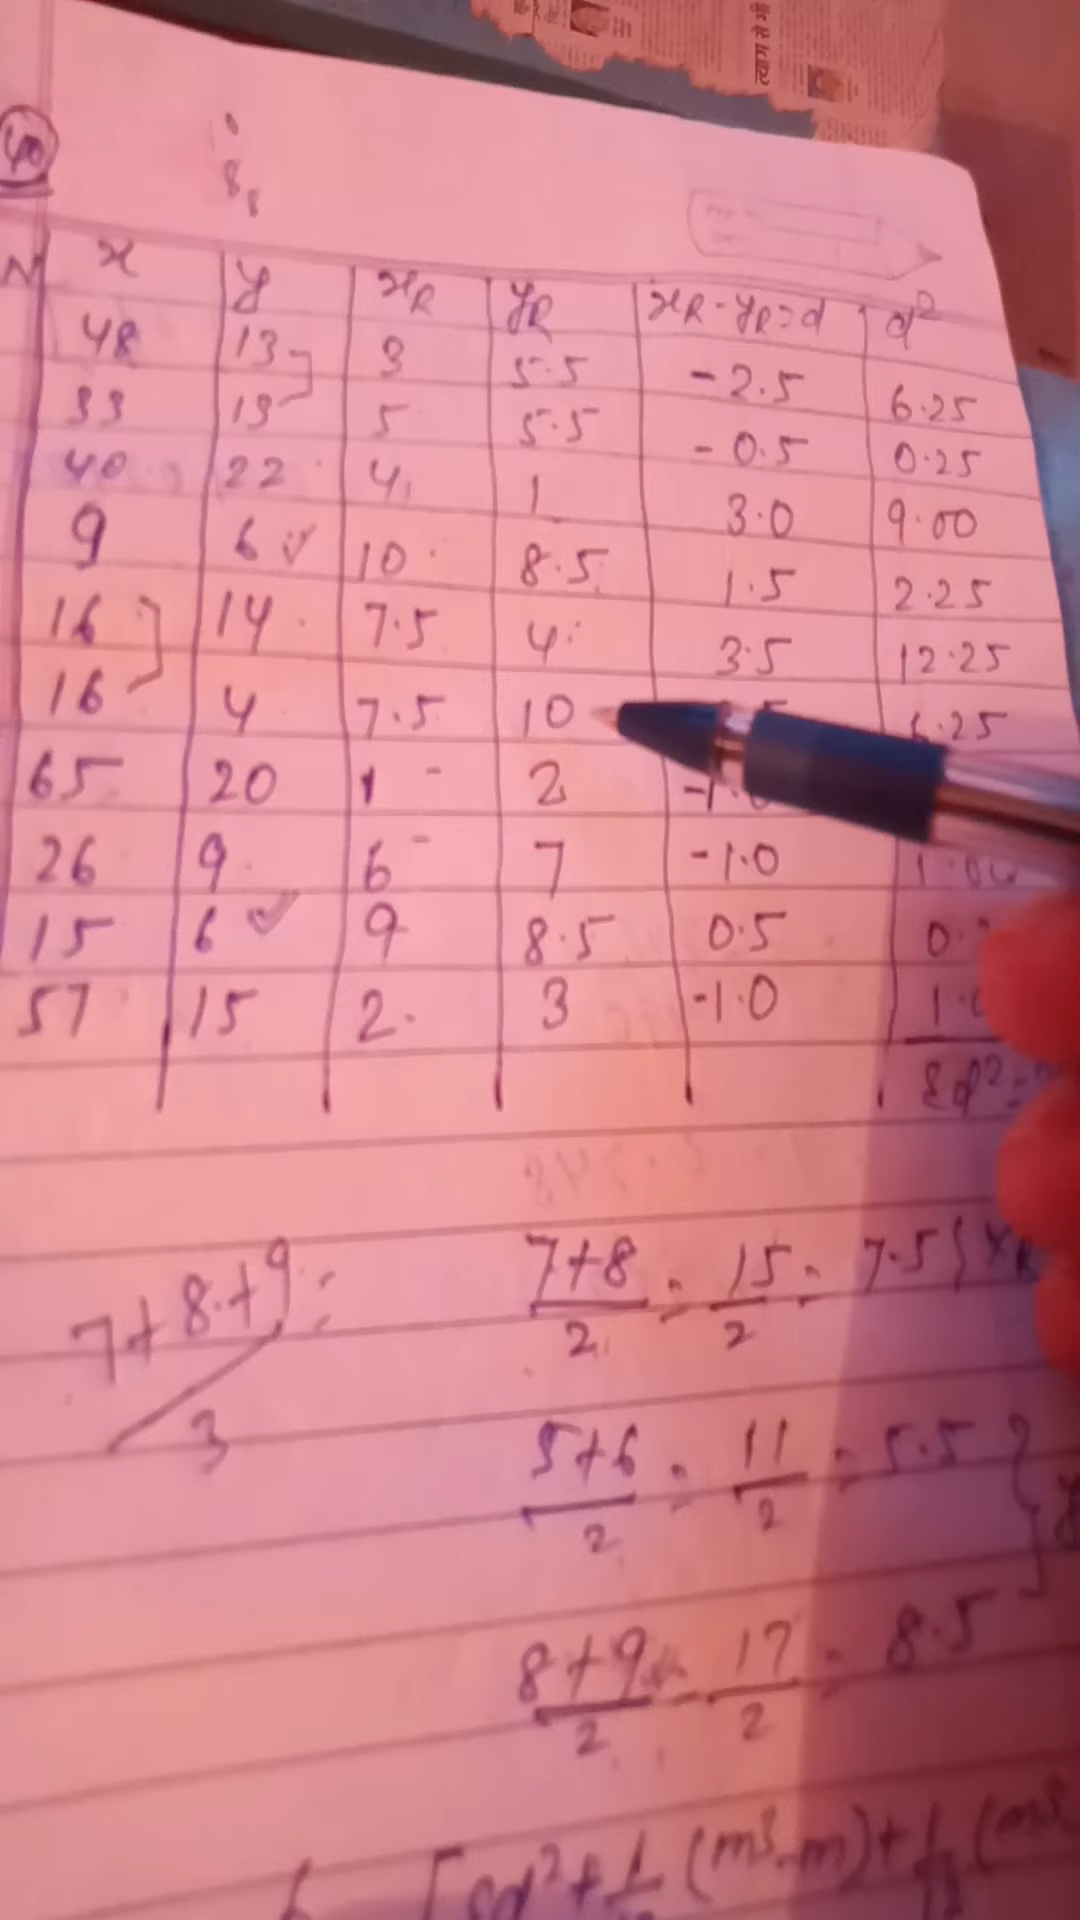 40
N x y xR yR xR-yR=d d²
48 13 3 5.5 -2.5 6.25
33 13 5 5.5 -0.5 0.25
40 22 4 1 3.0 9.00
9 6 ✓ 10 8.5 1.5 2.25
16 14 7.5 4 3.5 12.25
16 4 7.5 10
65 20 1 2
26 9 6 7 -1.0
15 6 ✓ 9 8.5 0.5
57 15 2 3 -1.0
Σd²=
7+8+9 =
3
7+8 = 15 = 7.5
2 2
5+6 = 11 = 5.5
2 2
8+9 = 17 = 8.5
2 2
(m³-m)+